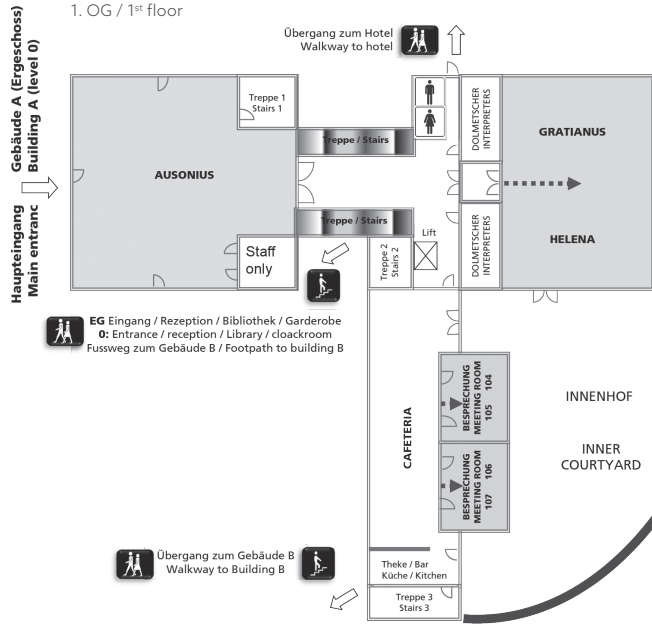 1. OG / 1st floor
Gebäude A (Ergeschoss)
Building A (level 0)
Haupteingang
Main entranc
Übergang zum Hotel
Walkway to hotel
Treppe 1
Stairs 1
Treppe / Stairs
AUSONIUS
DOLMETSCHER
INTERPRETERS
GRATIANUS
HELENA
Treppe / Stairs
Staff
only
Treppe 2
Stairs 2
Lift
DOLMETSCHER
INTERPRETERS
EG Eingang / Rezeption / Bibliothek / Garderobe
0: Entrance / reception / Library / cloackroom
Fussweg zum Gebäude B / Footpath to building B
CAFETERIA
BESPRECHUNG
MEETING ROOM
105 104
BESPRECHUNG
MEETING ROOM
107 106
INNENHOF
INNER
COURTYARD
Übergang zum Gebäude B
Walkway to Building B
Theke / Bar
Küche / Kitchen
Treppe 3
Stairs 3